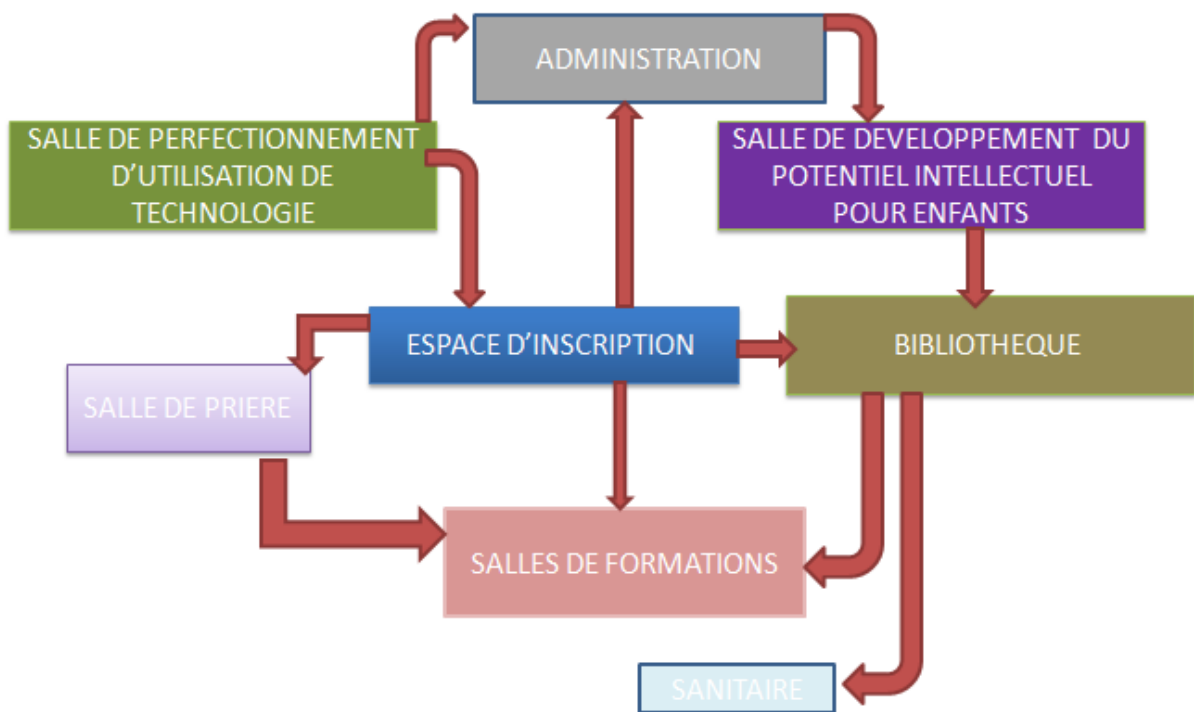 ADMINISTRATION
SALLE DE PERFECTIONNEMENT
D'UTILISATION DE
TECHNOLOGIE
SALLE DE DEVELOPPEMENT DU
POTENTIEL INTELLECTUEL
POUR ENFANTS
ESPACE D'INSCRIPTION
BIBLIOTHEQUE
SALLE DE PRIERE
SALLES DE FORMATIONS
SANITAIRE